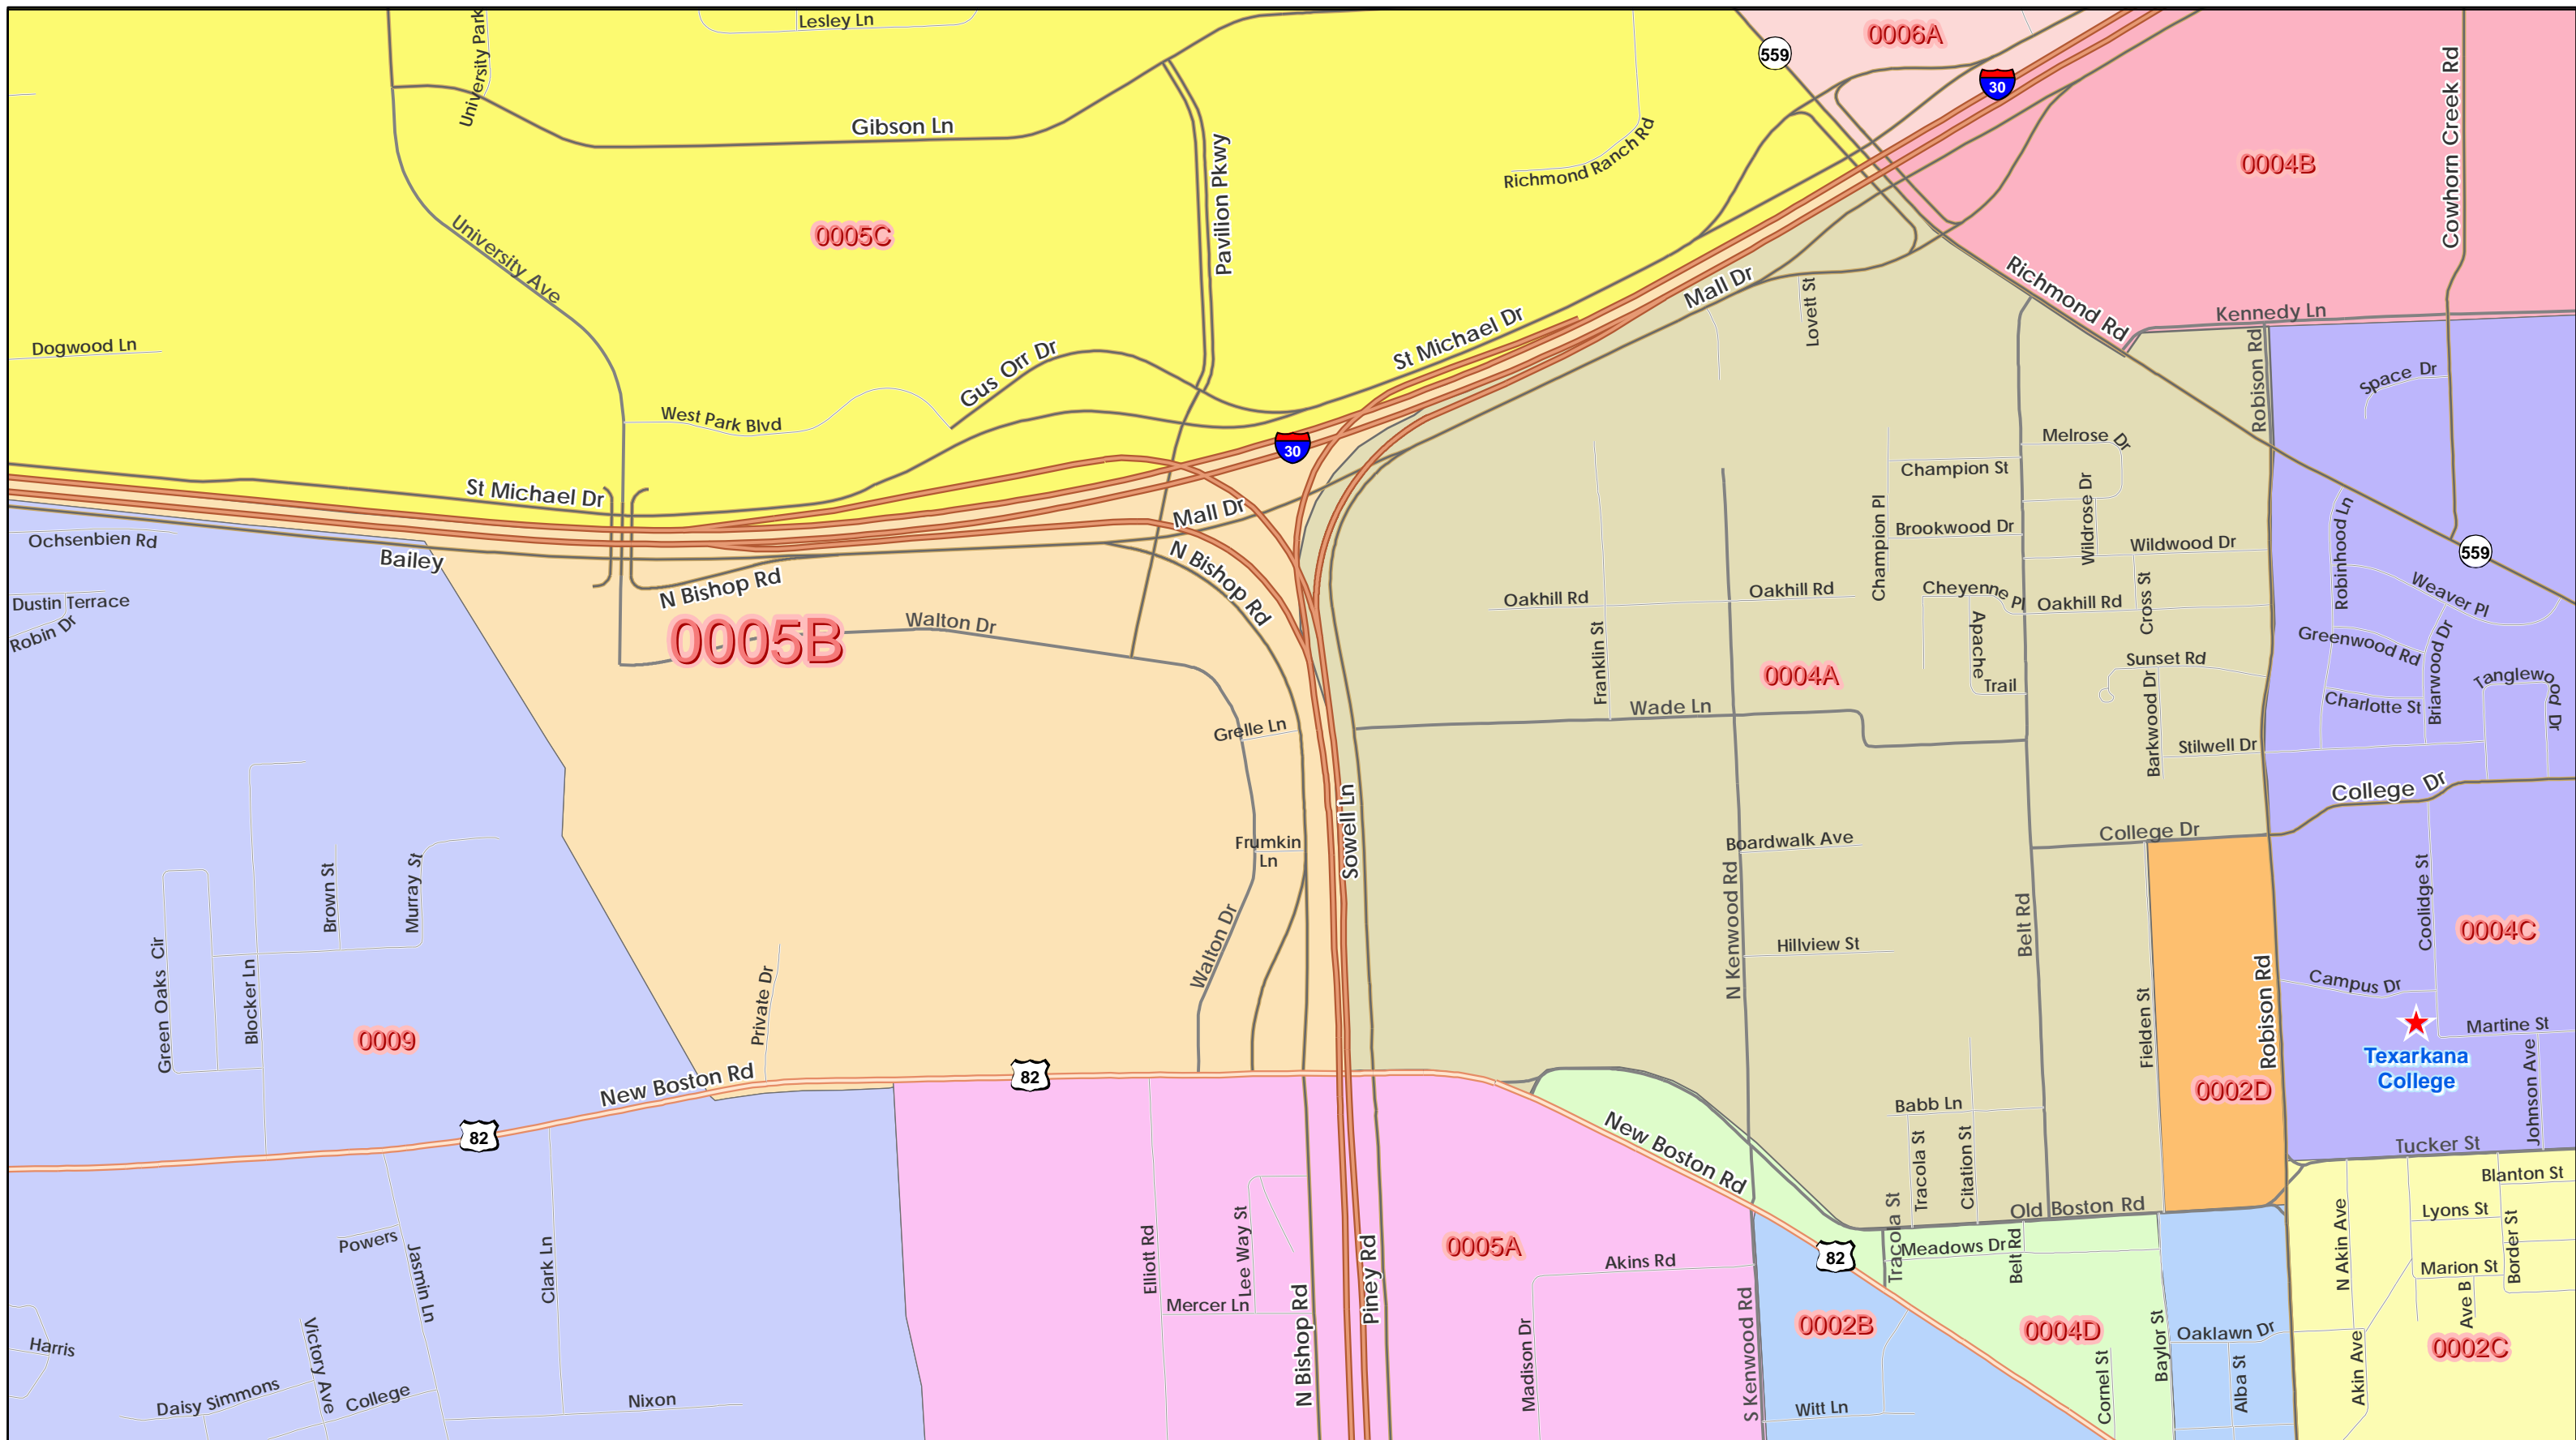 Lesley Ln
University Park
559
0006A
30
Cowhorn Creek Rd
Gibson Ln
Pavilion Pkwy
Richmond Ranch Rd
0004B
0005C
University Ave
Mall Dr
Lovett St
Richmond Rd
Kennedy Ln
St Michael Dr
Robison Rd
Dogwood Ln
Gus Orr Dr
Space Dr
West Park Blvd
30
Melrose Dr
Champion St
Wildrose Dr
St Michael Dr
Mall Dr
Champion Pl
Brookwood Dr
Wildwood Dr
Robinhood Ln
559
Ochsenbien Rd
Bailey
N Bishop Rd
N Bishop Rd
Oakhill Rd
Oakhill Rd
Cheyenne Pl
Oakhill Rd
Cross St
Weaver Pl
Dustin Terrace
Robin Dr
0005B
Walton Dr
Franklin St
0004A
Apache
Trail
Sunset Rd
Greenwood Rd
Briarwood Dr
Tanglewood Dr
Charlotte St
Grelle Ln
Wade Ln
Barkwood Dr
Stilwell Dr
College Dr
Sowell Ln
Frumkin
Ln
Boardwalk Ave
College Dr
Brown St
Murray St
Coolidge St
N Kenwood Rd
Belt Rd
0004C
Green Oaks Cir
Blocker Ln
Private Dr
Walton Dr
Hillview St
Fielden St
Robison Rd
Campus Dr
Martine St
0009
Texarkana
College
Johnson Ave
New Boston Rd
82
0002D
82
New Boston Rd
Babb Ln
Tracola St
Citation St
Tucker St
Blanton St
Old Boston Rd
Powers
Jasmin Ln
Clark Ln
Elliott Rd
Lee Way St
Piney Rd
0005A
Akins Rd
82
Tracola St
Meadows Dr
Belt Rd
N Akin Ave
Lyons St
Border St
Marion St
Ave B
Mercer Ln
N Bishop Rd
Madison Dr
S Kenwood Rd
0002B
0004D
Baylor St
Oaklawn Dr
0002C
Harris
Victory Ave
Daisy Simmons
College
Nixon
Witt Ln
Cornel St
Alba St
Akin Ave